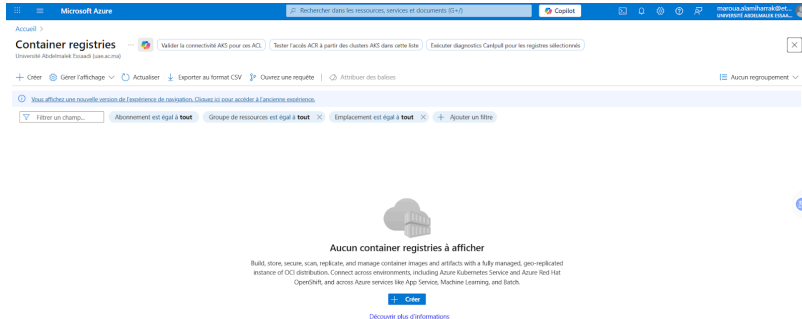 Microsoft Azure
Rechercher dans les ressources, services et documents (G+/)
Copilot
maroua.alamiharrak@et...
UNIVERSITÉ ABDELMALEK ESSAA...
Accueil >
Container registries
Valider la connectivité AKS pour ces ACL
Tester l'accès ACR à partir des clusters AKS dans cette liste
Exécuter diagnostics CanIpull pour les registres sélectionnés
Université Abdelmalek Essaadi (uae.ac.ma)
Créer
Gérer l'affichage
Actualiser
Exporter au format CSV
Ouvrez une requête
Attribuer des balises
Aucun regroupement
Vous affichez une nouvelle version de l'expérience de navigation. Cliquez ici pour accéder à l'ancienne expérience.
Filtrer un champ...
Abonnement est égal à tout
Groupe de ressources est égal à tout
Emplacement est égal à tout
Ajouter un filtre
Aucun container registries à afficher
Build, store, secure, scan, replicate, and manage container images and artifacts with a fully managed, geo-replicated
instance of OCI distribution. Connect across environments, including Azure Kubernetes Service and Azure Red Hat
OpenShift, and across Azure services like App Service, Machine Learning, and Batch.
Créer
Découvrir plus d'informations